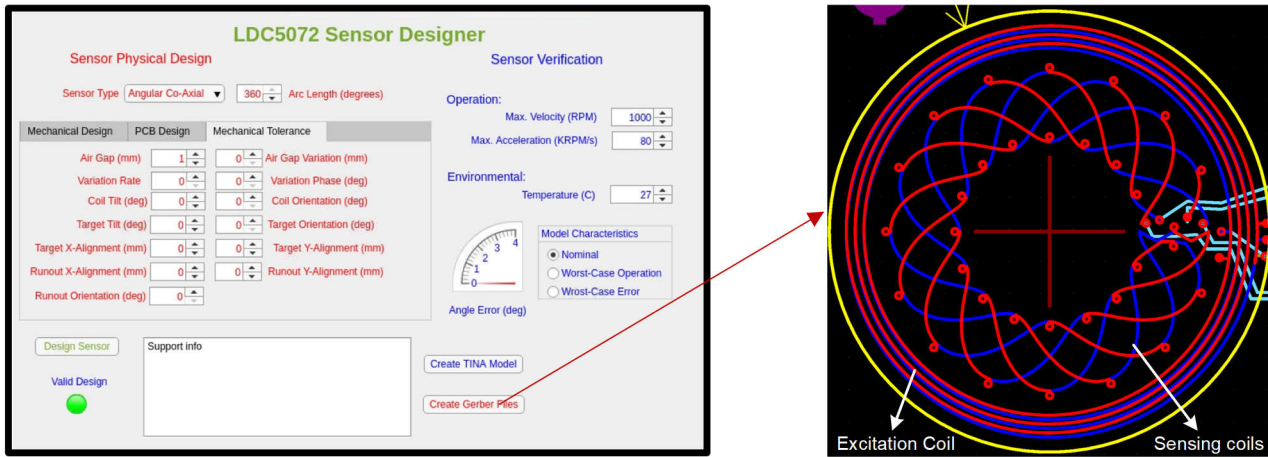 LDC5072 Sensor Designer
Sensor Physical Design
Sensor Verification
Sensor Type Angular Co-Axial 360 Arc Length (degrees)
Operation:
Max. Velocity (RPM) 1000
Max. Acceleration (KRPM/s) 80
Mechanical Design PCB Design Mechanical Tolerance
Air Gap (mm) 1 0 Air Gap Variation (mm)
Variation Rate 0 0 Variation Phase (deg)
Coil Tilt (deg) 0 0 Coil Orientation (deg)
Target Tilt (deg) 0 0 Target Orientation (deg)
Target X-Alignment (mm) 0 0 Target Y-Alignment (mm)
Runout X-Alignment (mm) 0 0 Runout Y-Alignment (mm)
Runout Orientation (deg) 0
Environmental:
Temperature (C) 27
0 1 2 3 4
Angle Error (deg)
Model Characteristics
Nominal
Worst-Case Operation
Wrost-Case Error
Design Sensor
Valid Design
Support info
Create TINA Model
Create Gerber Files
Excitation Coil
Sensing coils